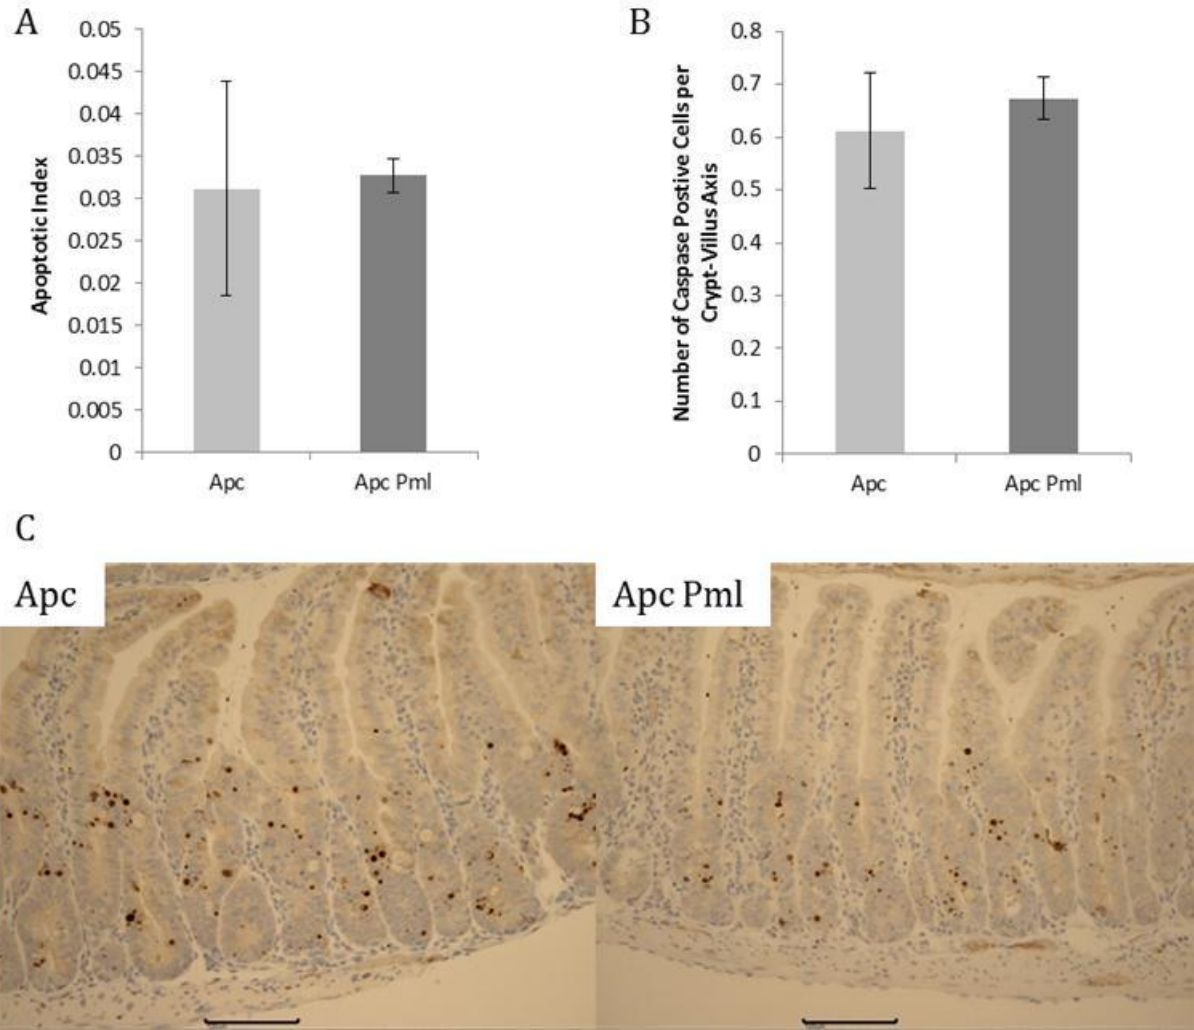 A
0.05
0.045
0.04
0.035
0.03
0.025
0.02
0.015
0.01
0.005
0
Apoptotic Index
Apc
Apc Pml
B
0.8
0.7
0.6
0.5
0.4
0.3
0.2
0.1
0
Number of Caspase Postive Cells per
Crypt-Villus Axis
Apc
Apc Pml
C
Apc
Apc Pml